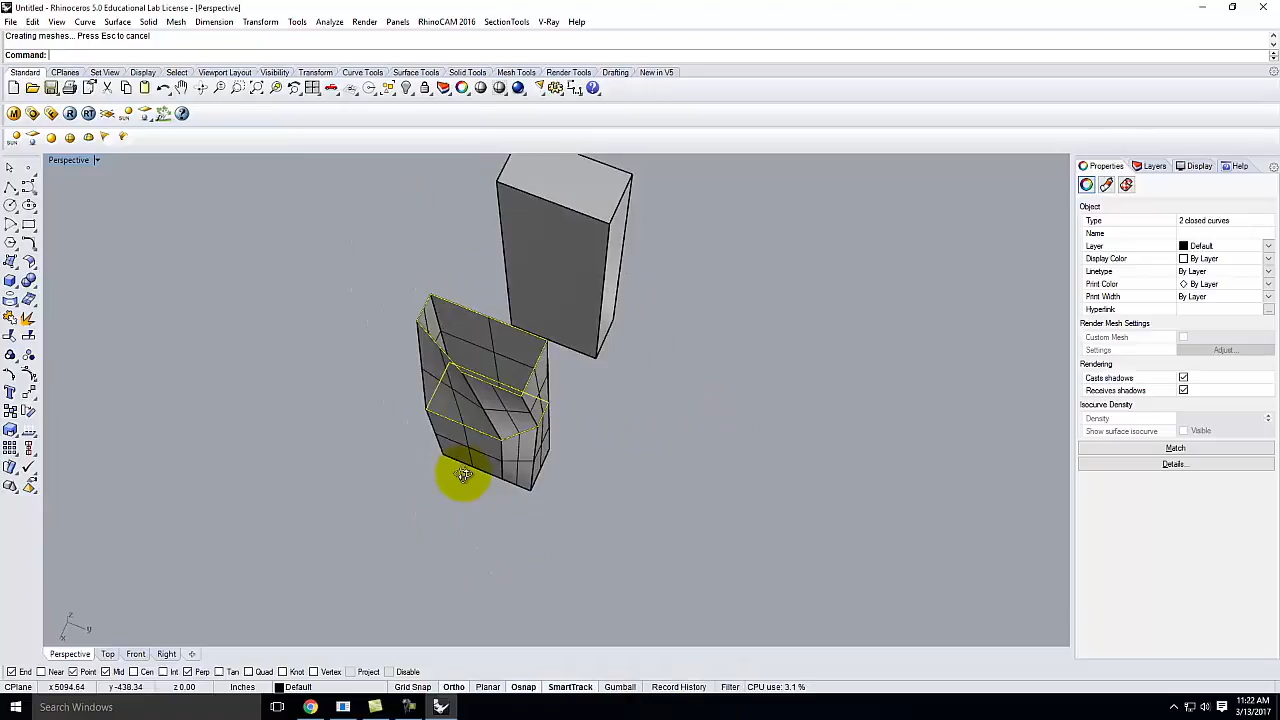 Untitled - Rhinoceros 5.0 Educational Lab License - [Perspective]
File Edit View Curve Surface Solid Mesh Dimension Transform Tools Analyze Render Panels RhinoCAM 2016 SectionTools V-Ray Help
Creating meshes... Press Esc to cancel
Command:
Standard CPlanes Set View Display Select Viewport Layout Visibility Transform Curve Tools Surface Tools Solid Tools Mesh Tools Render Tools Drafting New in V5
M R RT SUN
SUN
Perspective
Properties Layers Display Help
Object
Type 2 closed curves
Name
Layer Default
Display Color By Layer
Linetype By Layer
Print Color By Layer
Print Width By Layer
Hyperlink ...
Render Mesh Settings
Custom Mesh
Settings Adjust...
Rendering
Casts shadows
Receives shadows
Isocurve Density
Density
Show surface isocurve Visible
Match
Details...
z
y
x
Perspective Top Front Right
End Near Point Mid Cen Int Perp Tan Quad Knot Vertex Project Disable
CPlane x 5094.64 y -438.34 z 0.00 Inches Default Grid Snap Ortho Planar Osnap SmartTrack Gumball Record History Filter CPU use: 3.1 %
Search Windows
11:22 AM
3/13/2017